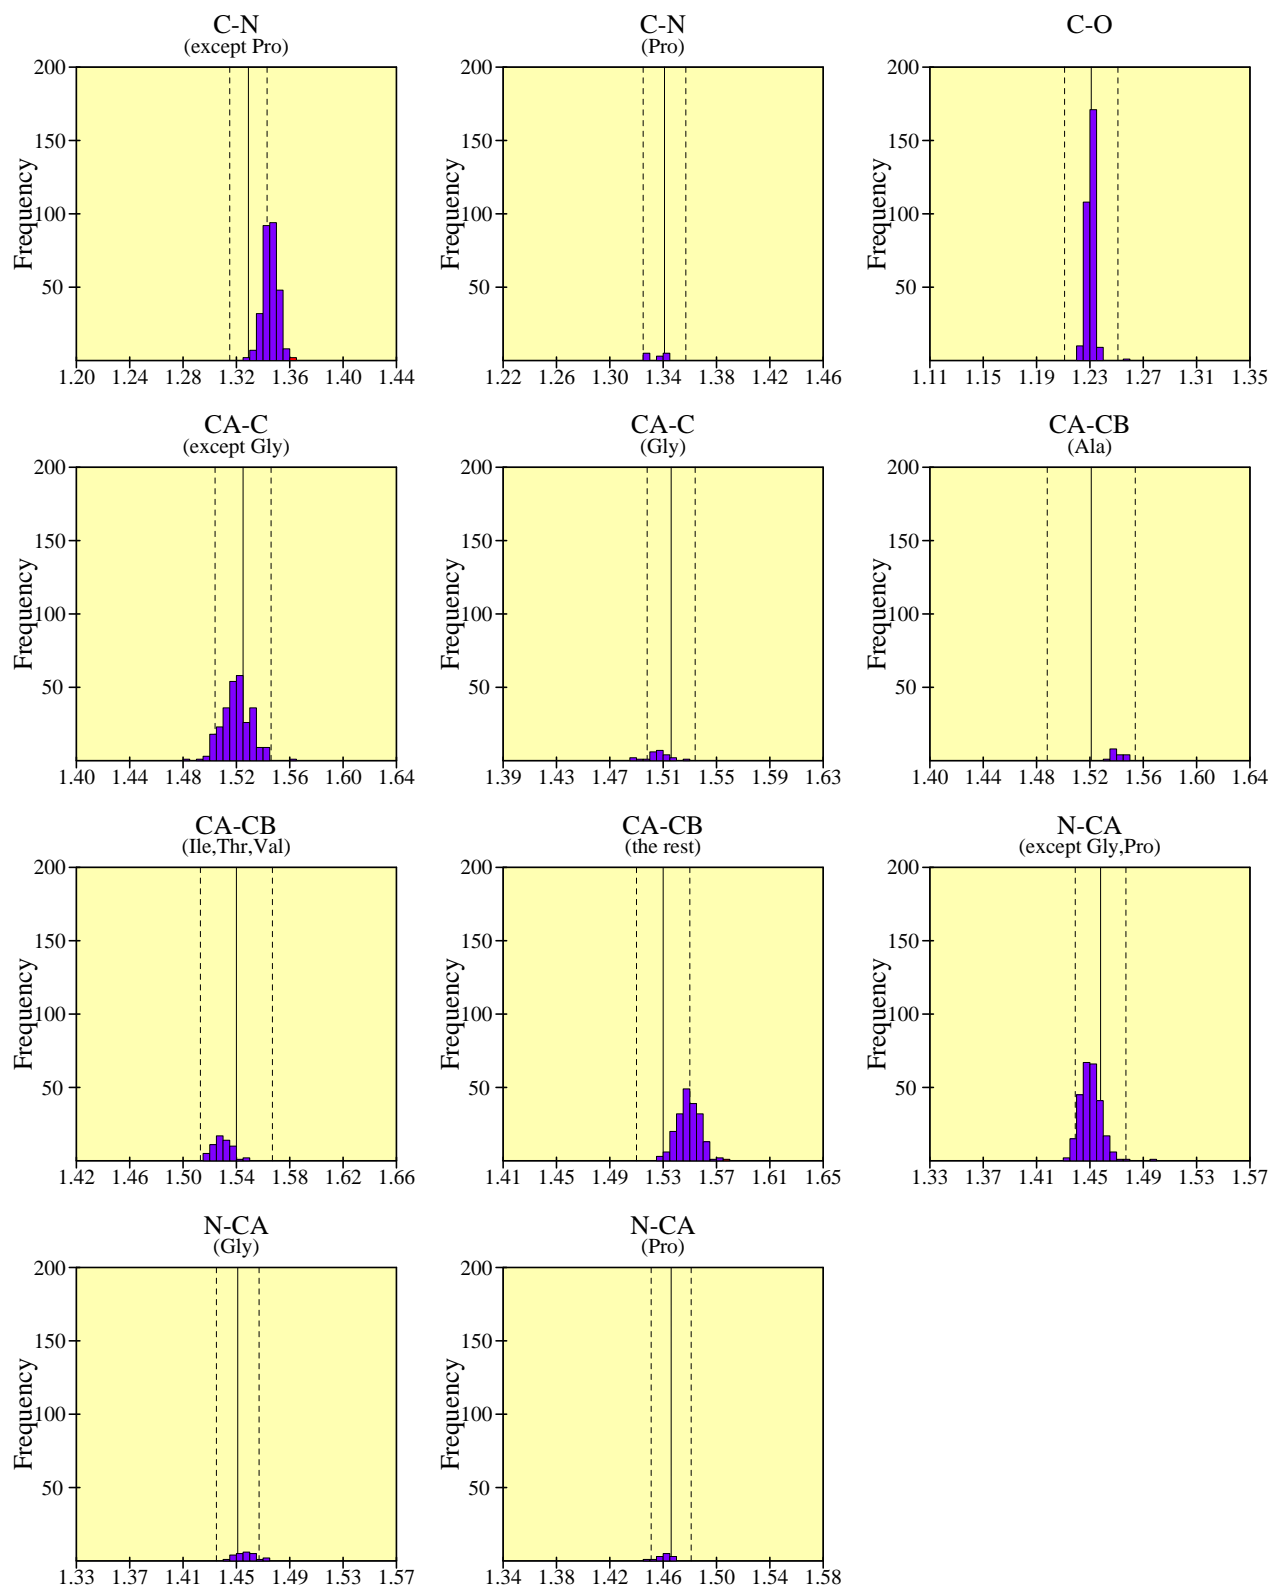 C-N
(except Pro)
Frequency
200
150
100
50
1.20 1.24 1.28 1.32 1.36 1.40 1.44
C-N
(Pro)
Frequency
200
150
100
50
1.22 1.26 1.30 1.34 1.38 1.42 1.46
C-O
Frequency
200
150
100
50
1.11 1.15 1.19 1.23 1.27 1.31 1.35
CA-C
(except Gly)
Frequency
200
150
100
50
1.40 1.44 1.48 1.52 1.56 1.60 1.64
CA-C
(Gly)
Frequency
200
150
100
50
1.39 1.43 1.47 1.51 1.55 1.59 1.63
CA-CB
(Ala)
Frequency
200
150
100
50
1.40 1.44 1.48 1.52 1.56 1.60 1.64
CA-CB
(Ile,Thr,Val)
Frequency
200
150
100
50
1.42 1.46 1.50 1.54 1.58 1.62 1.66
CA-CB
(the rest)
Frequency
200
150
100
50
1.41 1.45 1.49 1.53 1.57 1.61 1.65
N-CA
(except Gly,Pro)
Frequency
200
150
100
50
1.33 1.37 1.41 1.45 1.49 1.53 1.57
N-CA
(Gly)
Frequency
200
150
100
50
1.33 1.37 1.41 1.45 1.49 1.53 1.57
N-CA
(Pro)
Frequency
200
150
100
50
1.34 1.38 1.42 1.46 1.50 1.54 1.58